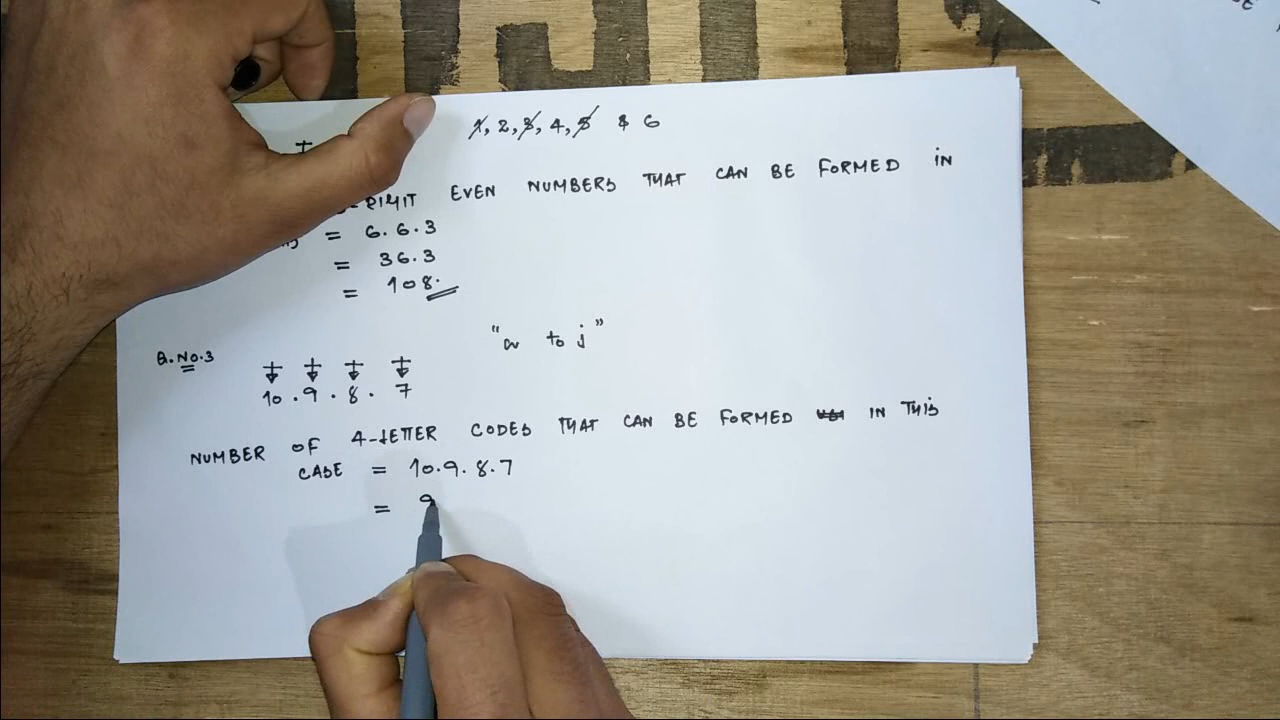 1, 2, 3, 4, 5 & 6
EVEN NUMBERS THAT CAN BE FORMED IN
= 6.6.3
= 36.3
= 108.
"a to j"
Q.No.3
10.9.8.7
NUMBER OF 4-LETTER CODES THAT CAN BE FORMED IN THIS
CASE = 10.9.8.7
= 9